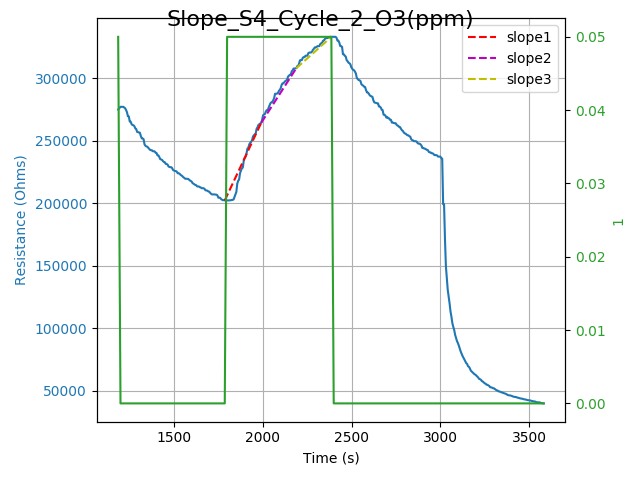 Slope_S4_Cycle_2_O3(ppm)
slope1
slope2
slope3
300000
250000
200000
150000
100000
50000
Resistance (Ohms)
0.05
0.04
0.03
0.02
0.01
0.00
1
1500 2000 2500 3000 3500
Time (s)